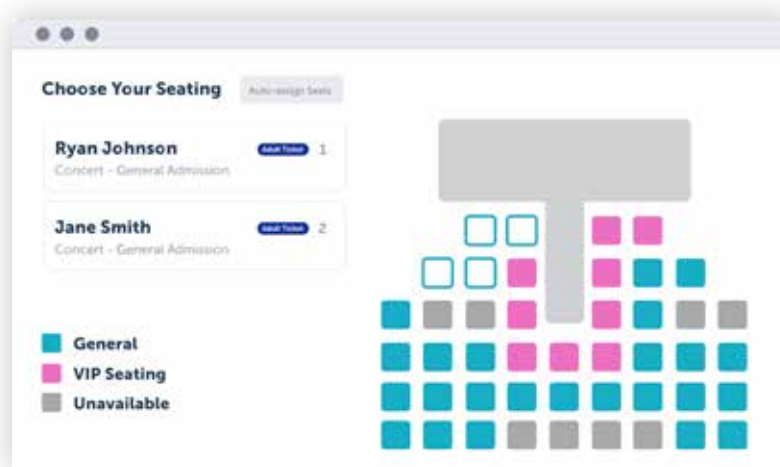 Choose Your Seating
Auto-assign Seats
Ryan Johnson
Adult Ticket 1
Concert - General Admission
Jane Smith
Adult Ticket 2
Concert - General Admission
General
VIP Seating
Unavailable